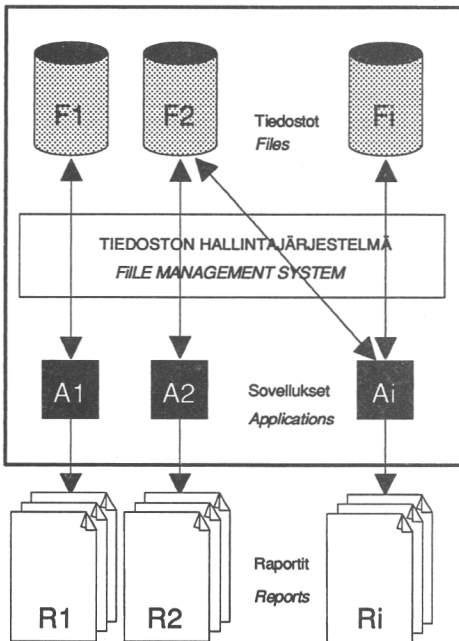 F1
F2
Fi
Tiedostot
Files
TIEDOSTON HALLINTAJÄRJESTELMÄ
FIILE MANAGEMENT SYSTEM
A1
A2
Ai
Sovellukset
Applications
Raportit
Reports
R1
R2
Ri